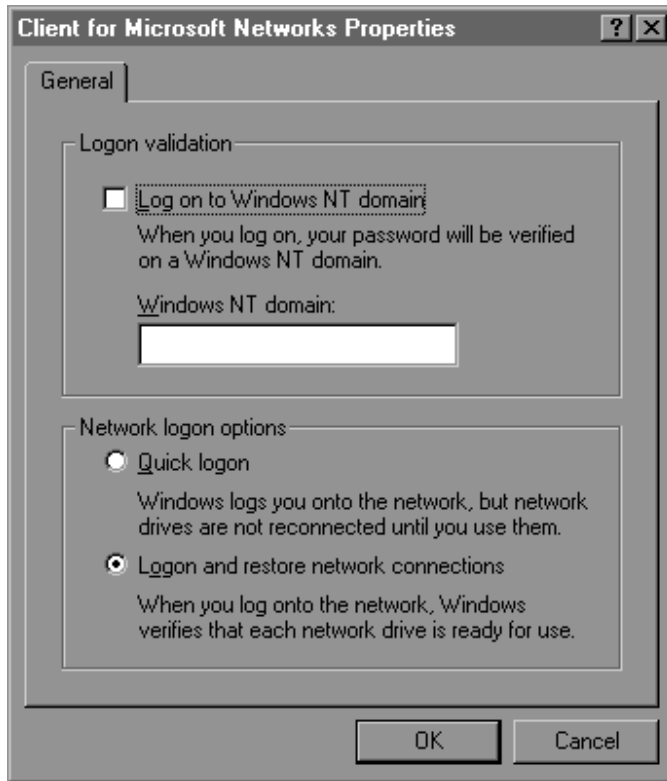 Client for Microsoft Networks Properties ? X
General
Logon validation
Log on to Windows NT domain
When you log on, your password will be verified
on a Windows NT domain.
Windows NT domain:
Network logon options
Quick logon
Windows logs you onto the network, but network
drives are not reconnected until you use them.
Logon and restore network connections
When you log onto the network, Windows
verifies that each network drive is ready for use.
OK Cancel